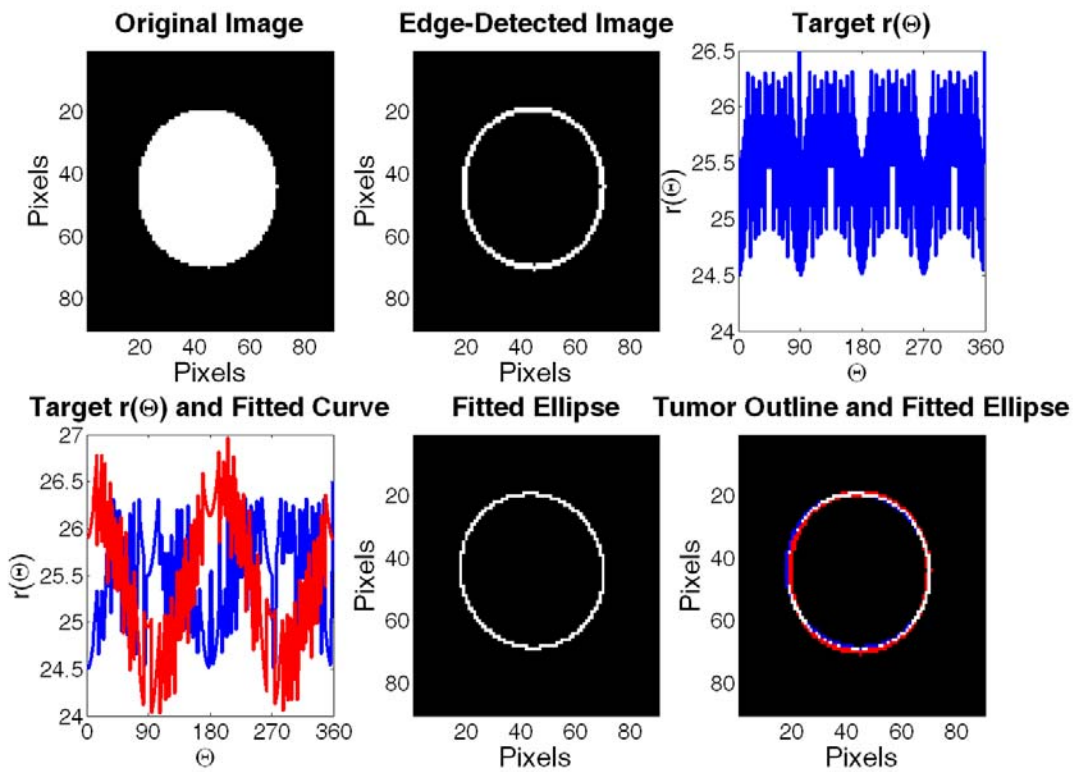 Original Image
Edge-Detected Image
Target r(Θ)
Pixels
20
40
60
80
20 40 60 80
Pixels
Pixels
20
40
60
80
20 40 60 80
Pixels
r(Θ)
26.5
26
25.5
25
24.5
24
0 90 180 270 360
Θ
Target r(Θ) and Fitted Curve
Fitted Ellipse
Tumor Outline and Fitted Ellipse
r(Θ)
27
26.5
26
25.5
25
24.5
24
0 90 180 270 360
Θ
Pixels
20
40
60
80
20 40 60 80
Pixels
Pixels
20
40
60
80
20 40 60 80
Pixels